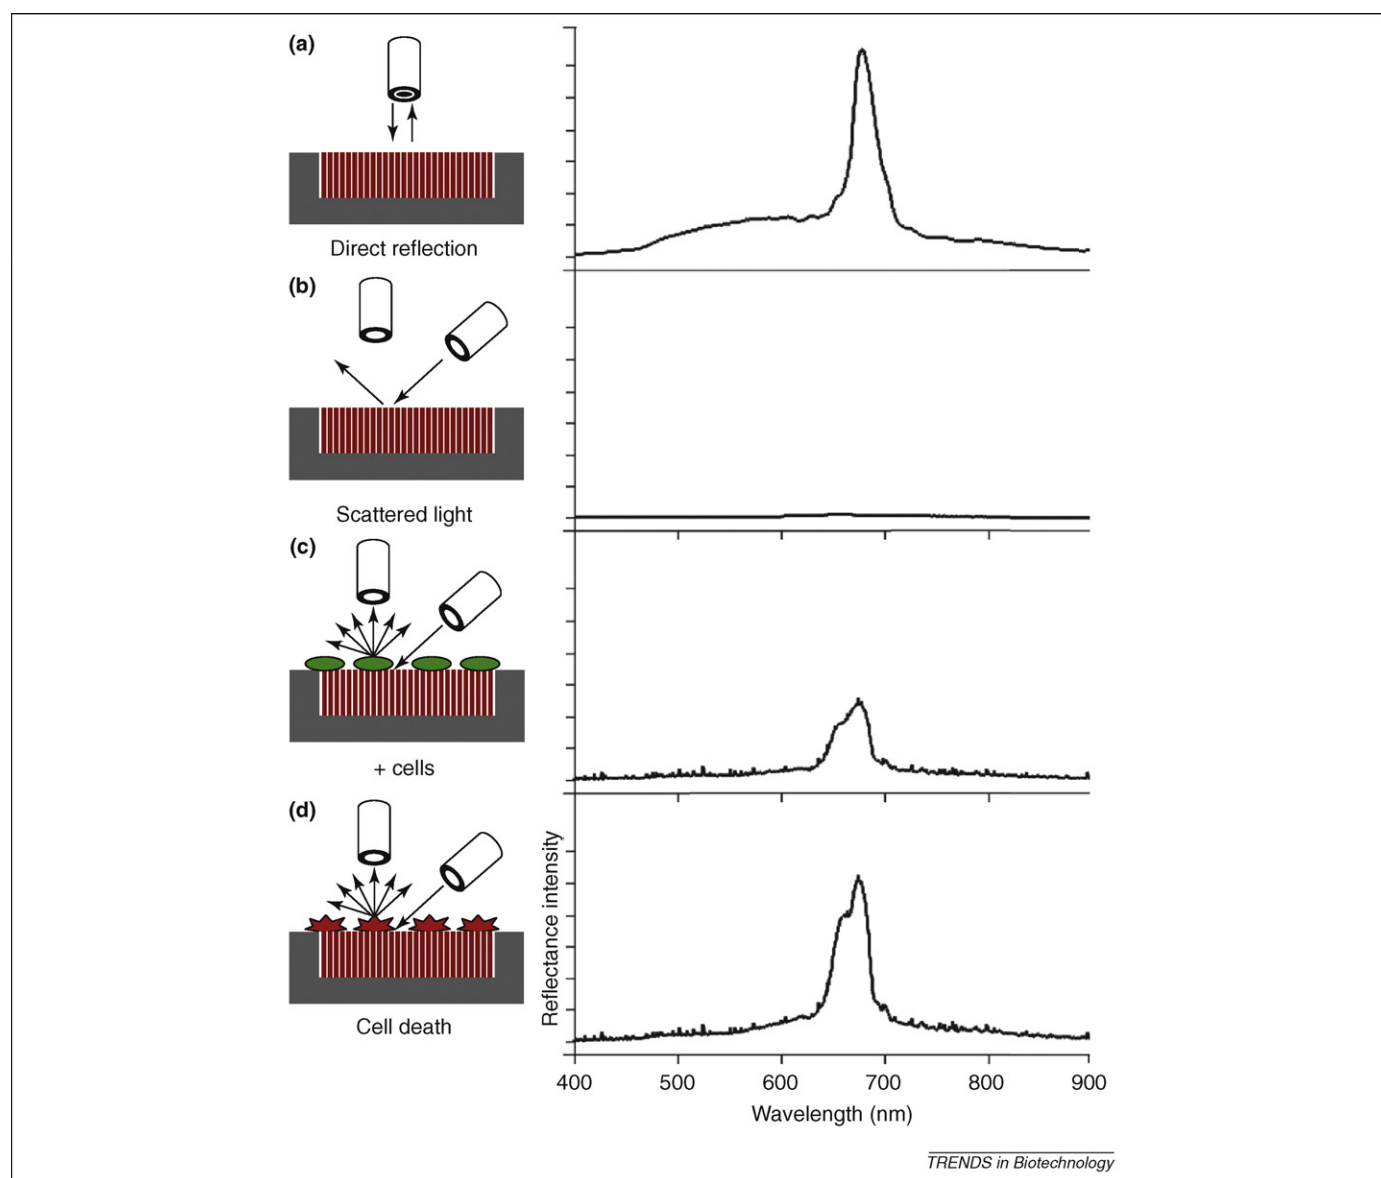 (a)
Direct reflection
(b)
Scattered light
(c)
+ cells
(d)
Cell death
Reflectance intensity
400 500 600 700 800 900
Wavelength (nm)
TRENDS in Biotechnology